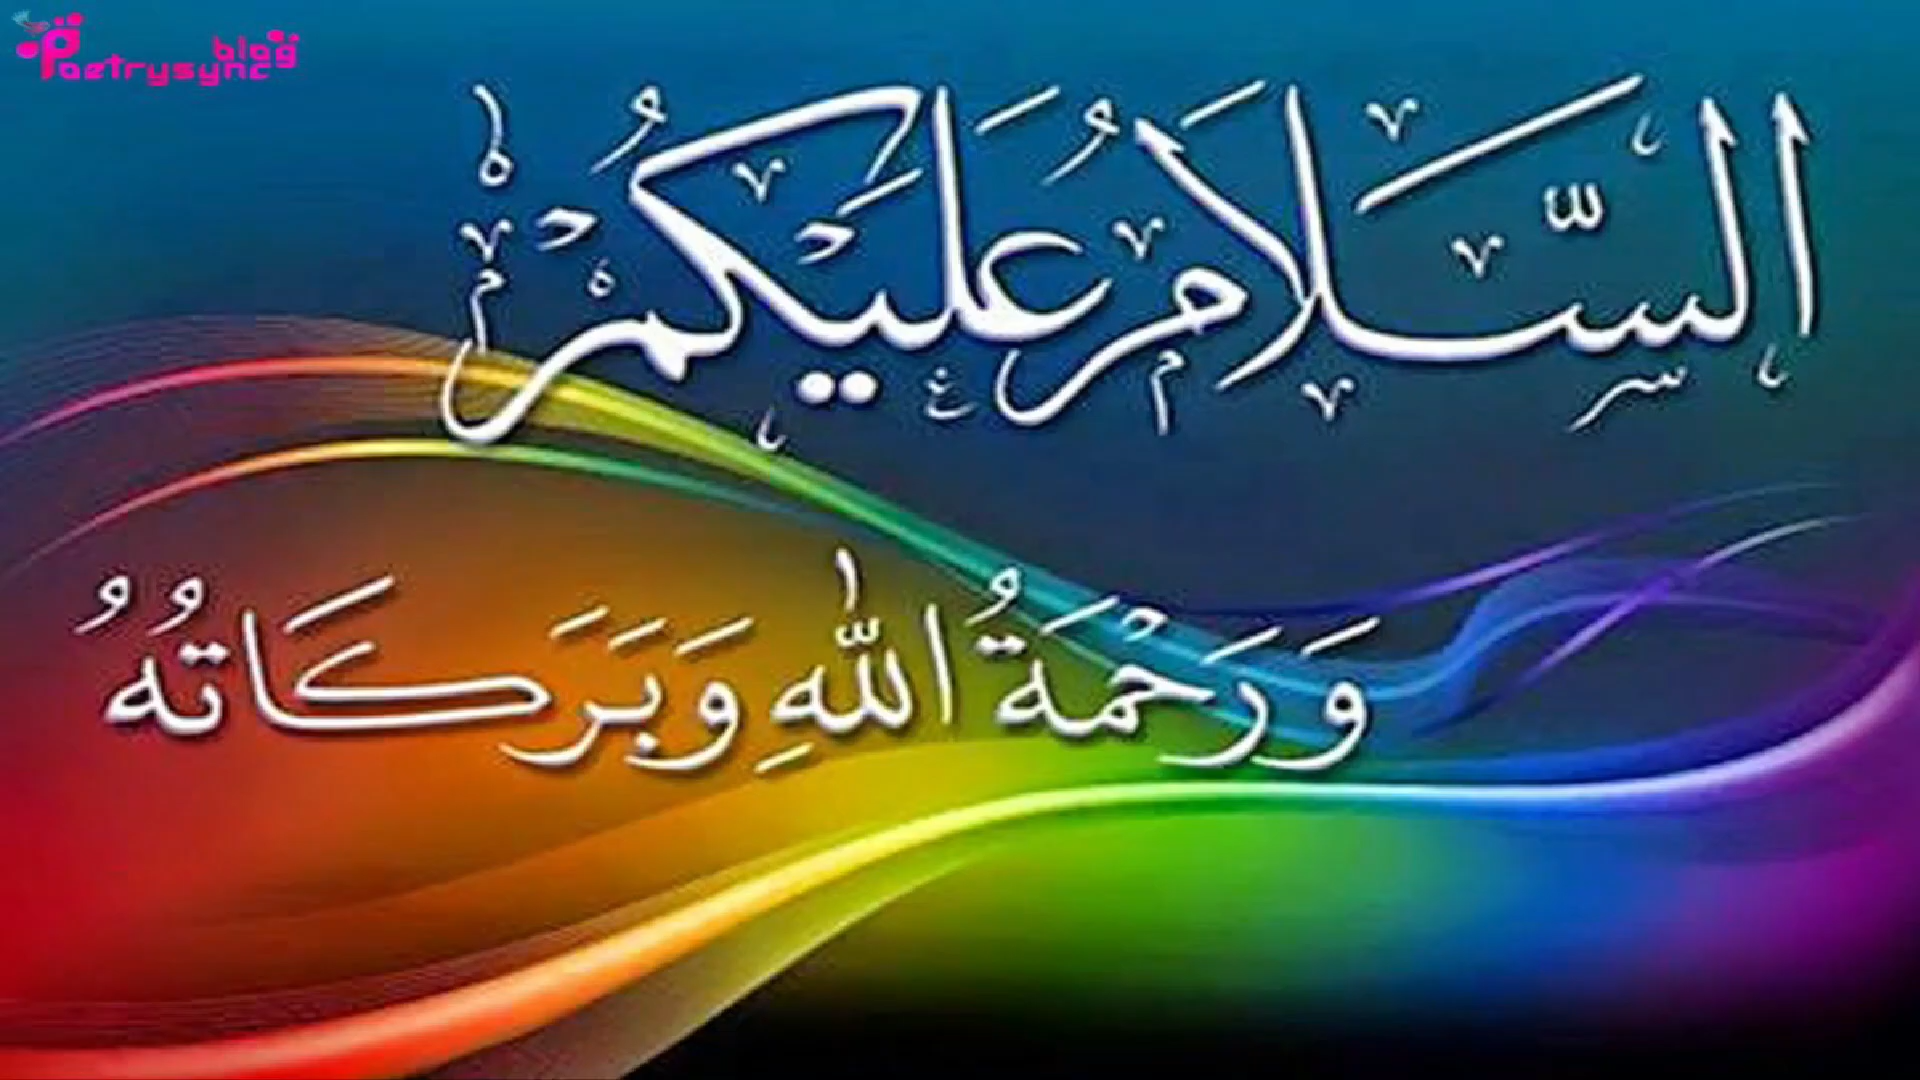 Poetrysync blog
السَّلَامُ عَلَيْكُمْ
وَرَحْمَةُ اللّٰهِ وَبَرَكَاتُهُ